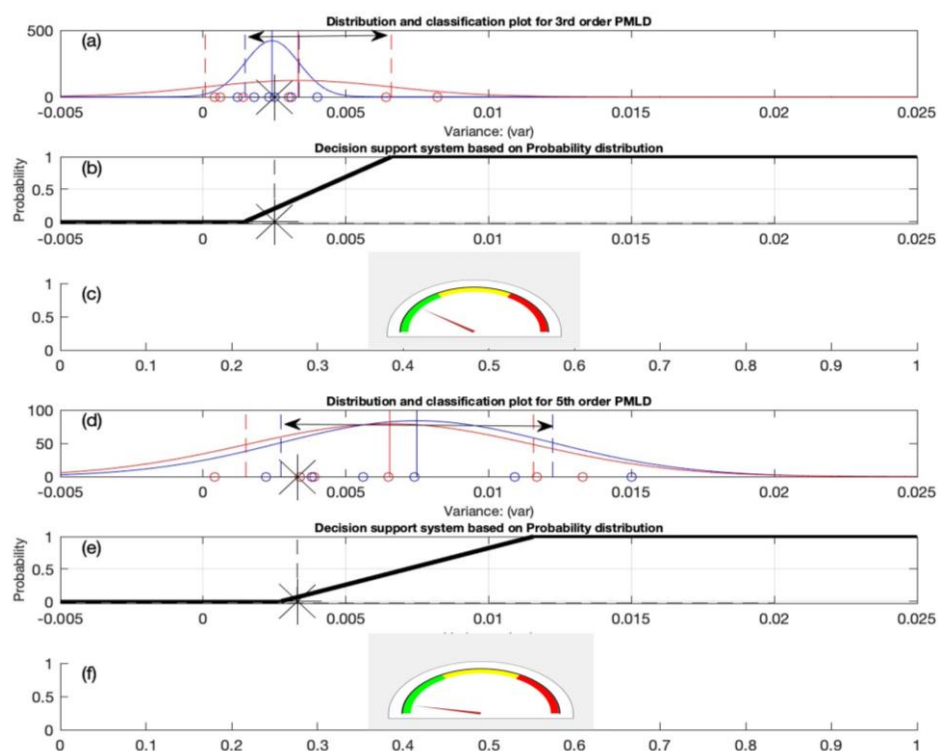 Distribution and classification plot for 3rd order PMLD
500
(a)
0
-0.005 0 0.005 0.01 0.015 0.02 0.025
Variance: (var)
Decision support system based on Probability distribution
1
(b)
Probability
0.5
0
-0.005 0 0.005 0.01 0.015 0.02 0.025
1
(c)
0.5
0
0 0.1 0.2 0.3 0.4 0.5 0.6 0.7 0.8 0.9 1
Distribution and classification plot for 5th order PMLD
100
(d)
50
0
-0.005 0 0.005 0.01 0.015 0.02 0.025
Variance: (var)
Decision support system based on Probability distribution
1
(e)
Probability
0.5
0
-0.005 0 0.005 0.01 0.015 0.02 0.025
1
(f)
0.5
0
0 0.1 0.2 0.3 0.4 0.5 0.6 0.7 0.8 0.9 1